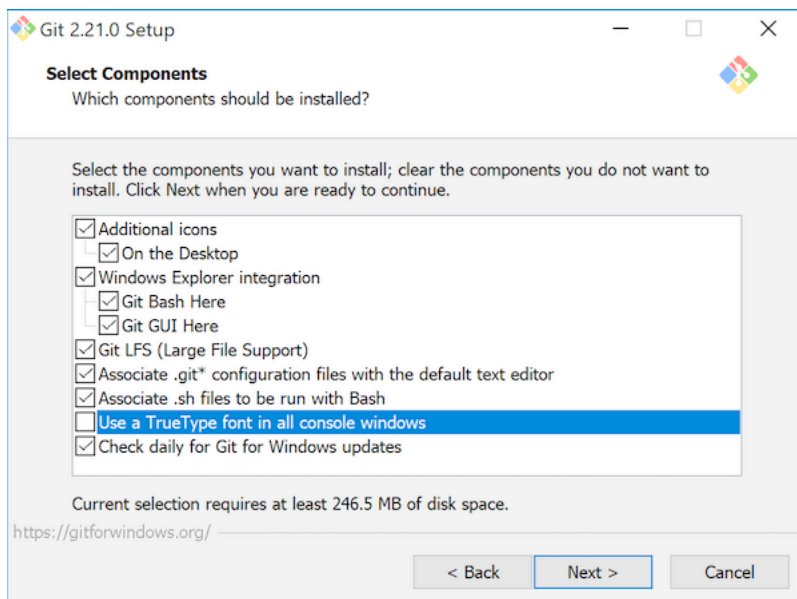 Git 2.21.0 Setup
Select Components
Which components should be installed?
Select the components you want to install; clear the components you do not want to
install. Click Next when you are ready to continue.
Additional icons
On the Desktop
Windows Explorer integration
Git Bash Here
Git GUI Here
Git LFS (Large File Support)
Associate .git* configuration files with the default text editor
Associate .sh files to be run with Bash
Use a TrueType font in all console windows
Check daily for Git for Windows updates
Current selection requires at least 246.5 MB of disk space.
https://gitforwindows.org/
< Back Next > Cancel